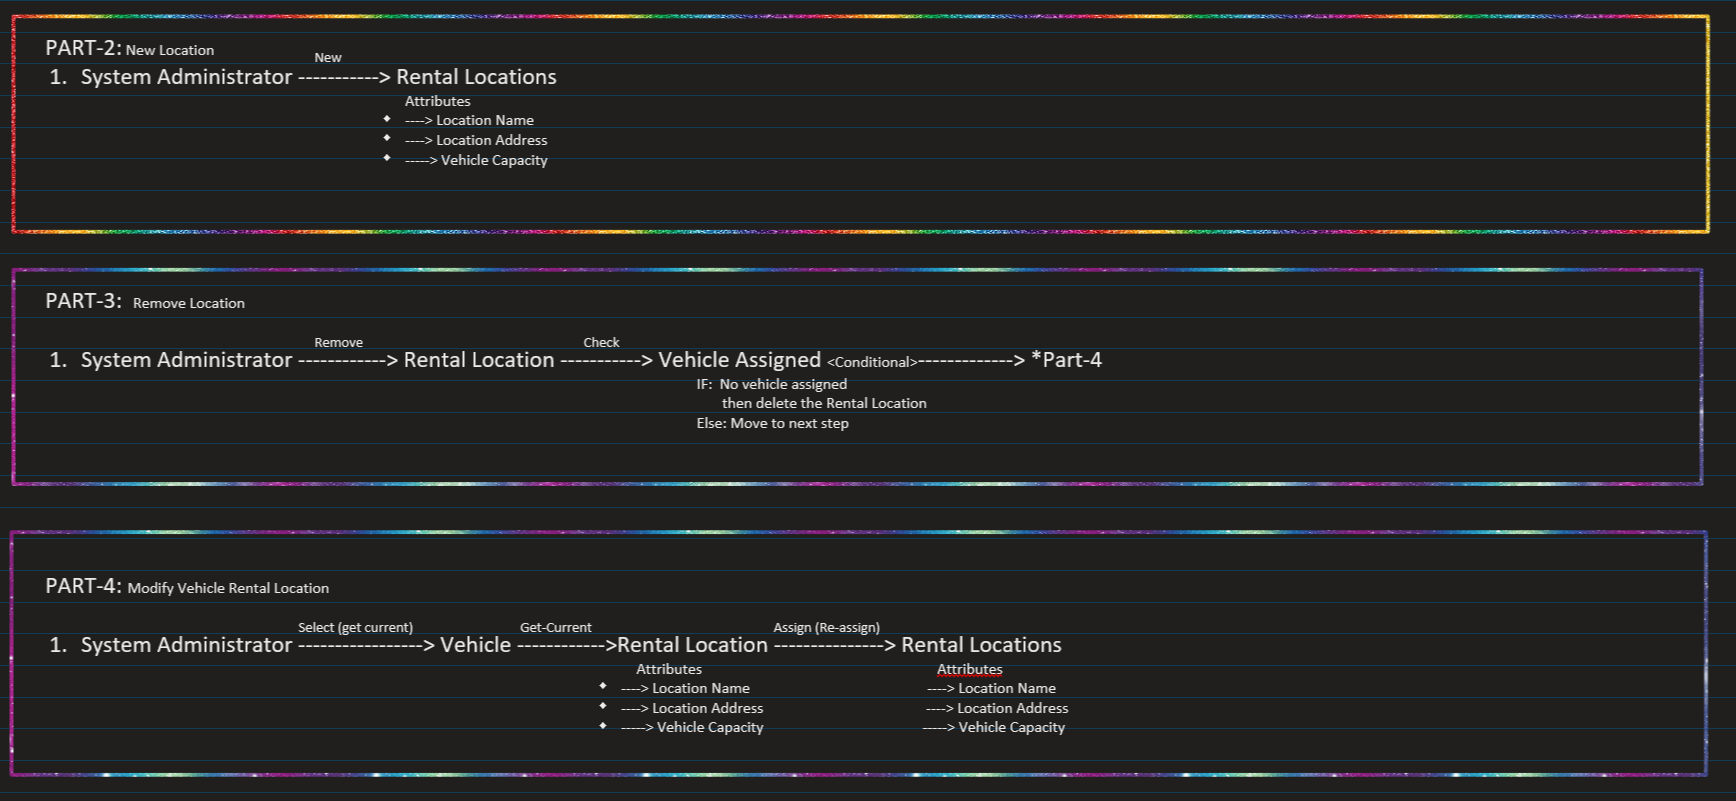 PART-2: New Location
New
1. System Administrator -----------> Rental Locations
Attributes
◆ ----> Location Name
◆ ----> Location Address
◆ -----> Vehicle Capacity
PART-3: Remove Location
Remove Check
1. System Administrator ------------> Rental Location -----------> Vehicle Assigned <Conditional>-------------> *Part-4
IF: No vehicle assigned
then delete the Rental Location
Else: Move to next step
PART-4: Modify Vehicle Rental Location
Select (get current) Get-Current Assign (Re-assign)
1. System Administrator -----------------> Vehicle ------------>Rental Location ---------------> Rental Locations
Attributes Attributes
◆ ----> Location Name ----> Location Name
◆ ----> Location Address ----> Location Address
◆ -----> Vehicle Capacity -----> Vehicle Capacity